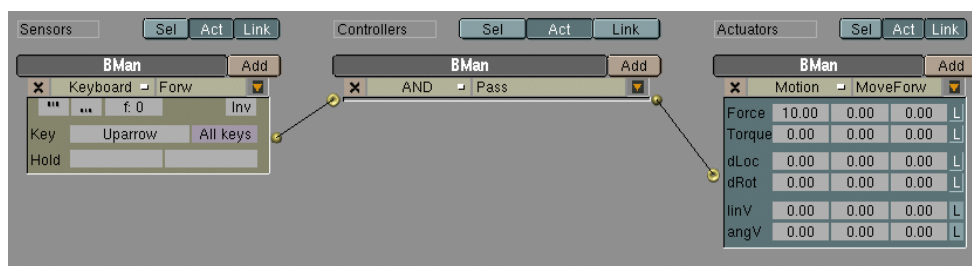 Sensors Sel Act Link Controllers Sel Act Link Actuators Sel Act Link
BMan Add BMan Add BMan Add
X Keyboard Forw X AND Pass X Motion MoveForw
f: 0 Inv
Force 10.00 0.00 0.00 L
Key Uparrow All keys
Torque 0.00 0.00 0.00 L
Hold
dLoc 0.00 0.00 0.00 L
dRot 0.00 0.00 0.00 L
linV 0.00 0.00 0.00 L
angV 0.00 0.00 0.00 L